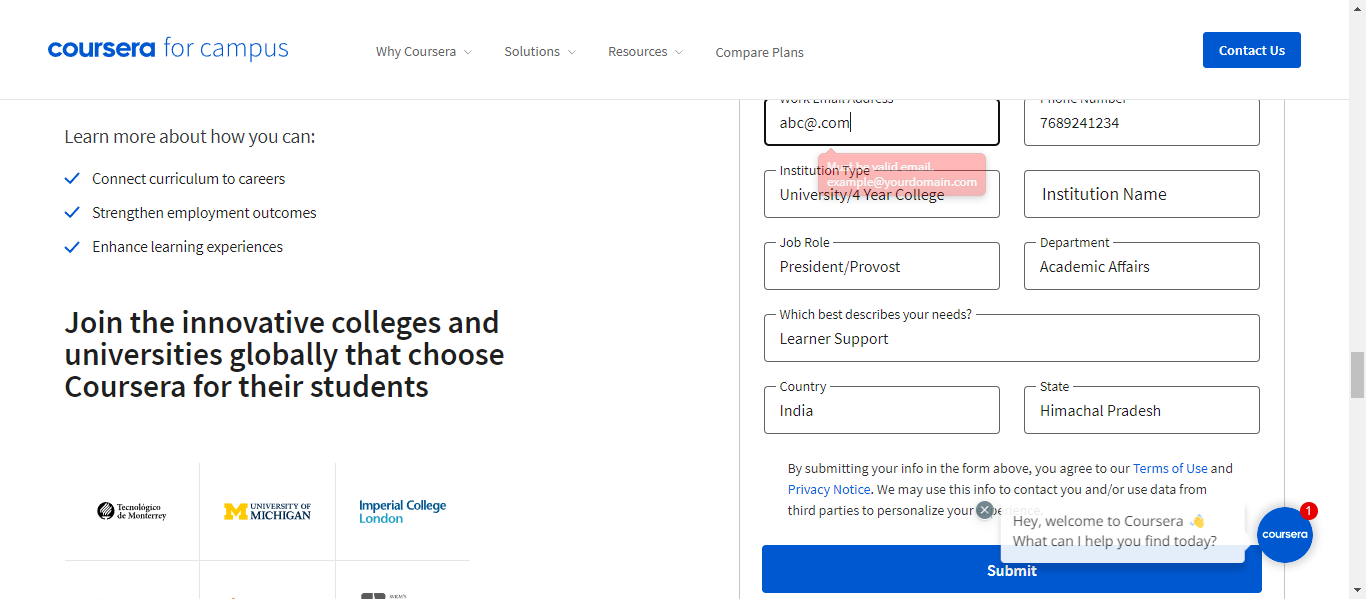 coursera for campus
Why Coursera
Solutions
Resources
Compare Plans
Contact Us
Learn more about how you can:
Connect curriculum to careers
Strengthen employment outcomes
Enhance learning experiences
Join the innovative colleges and
universities globally that choose
Coursera for their students
Tecnológico
de Monterrey
M UNIVERSITY OF
MICHIGAN
Imperial College
London
Work Email Address
abc@.com
Phone Number
7689241234
Must be valid email.
example@yourdomain.com
Institution Type
University/4 Year College
Institution Name
Job Role
President/Provost
Department
Academic Affairs
Which best describes your needs?
Learner Support
Country
India
State
Himachal Pradesh
By submitting your info in the form above, you agree to our Terms of Use and
Privacy Notice. We may use this info to contact you and/or use data from
third parties to personalize your experience.
Hey, welcome to Coursera 👋
What can I help you find today?
coursera
1
Submit